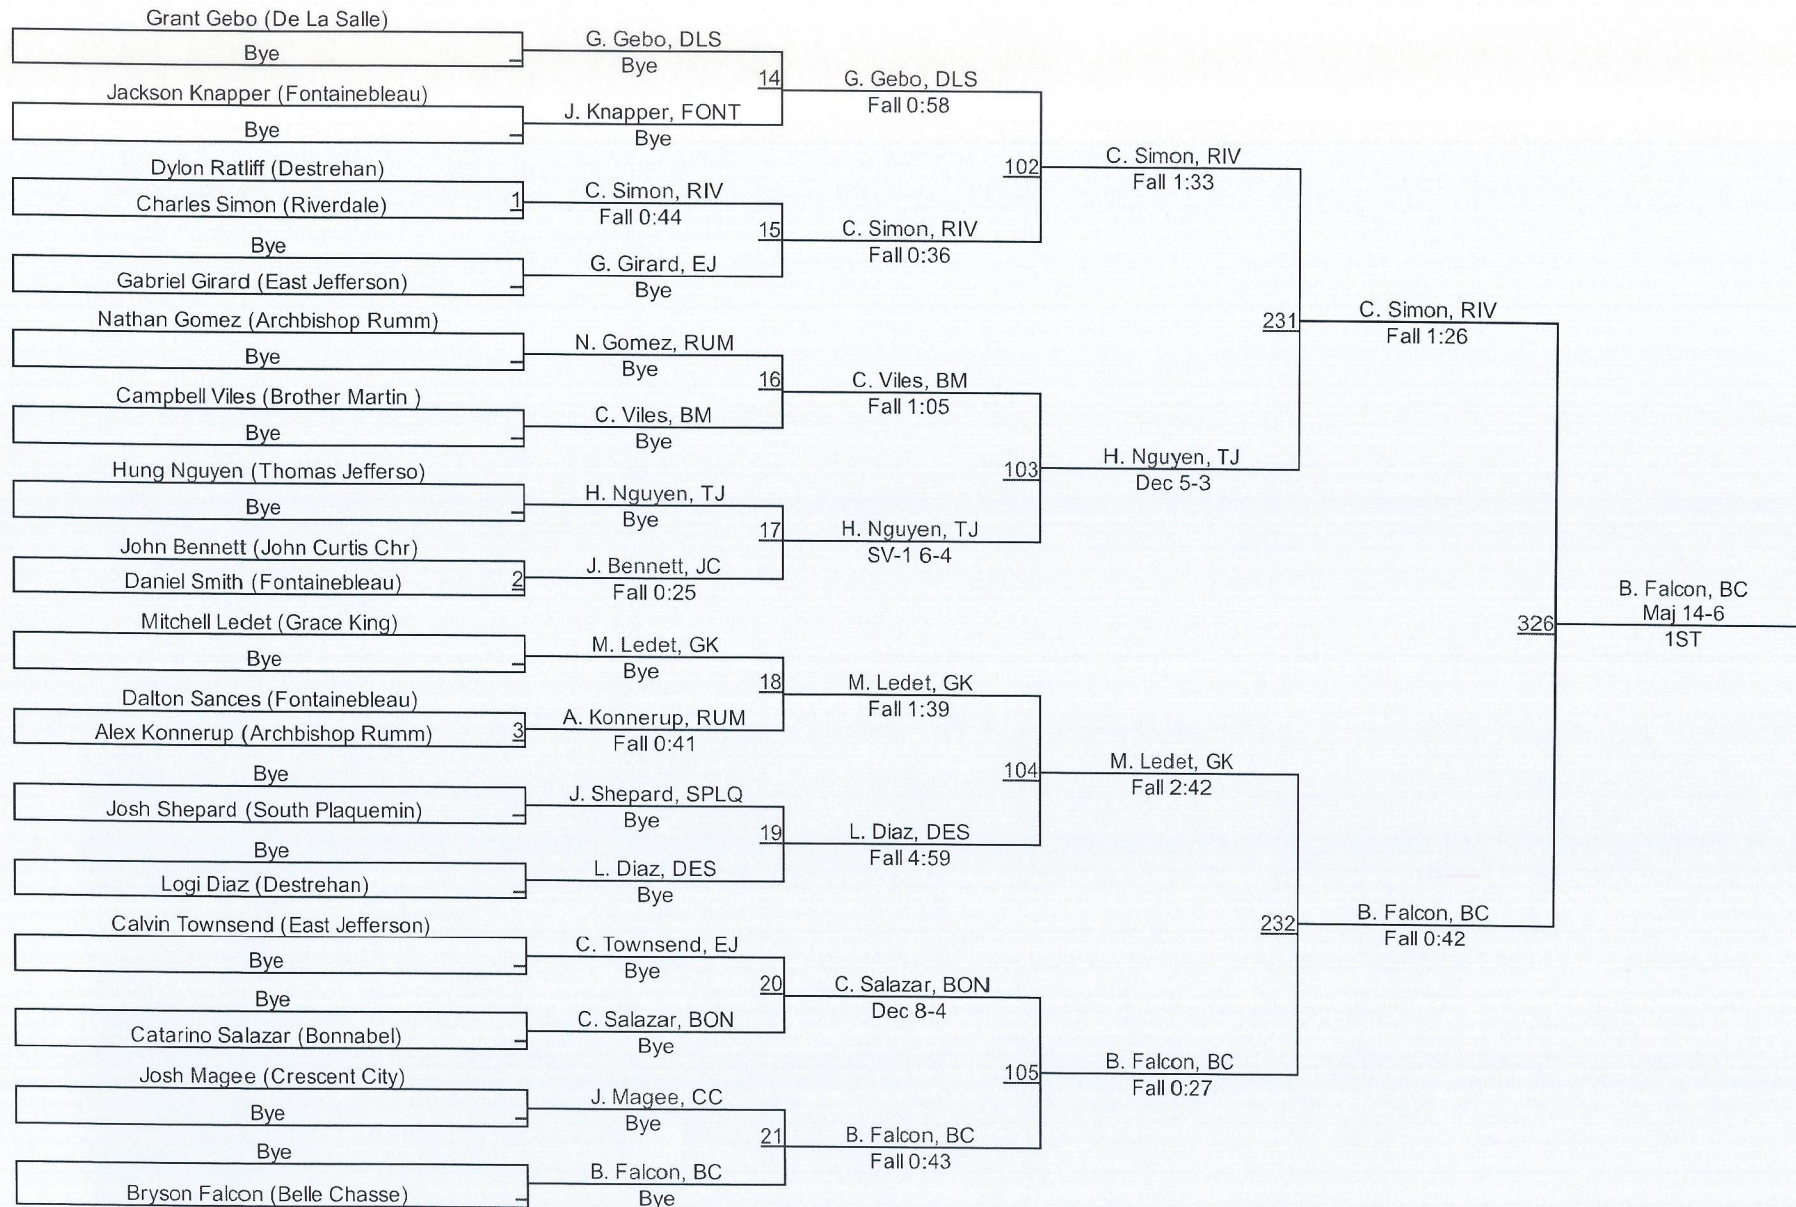 Grant Gebo (De La Salle)
Bye
Jackson Knapper (Fontainebleau)
Bye
Dylon Ratliff (Destrehan)
Charles Simon (Riverdale) 1
Bye
Gabriel Girard (East Jefferson)
Nathan Gomez (Archbishop Rumm)
Bye
Campbell Viles (Brother Martin )
Bye
Hung Nguyen (Thomas Jefferso)
Bye
John Bennett (John Curtis Chr)
Daniel Smith (Fontainebleau) 2
Mitchell Ledet (Grace King)
Bye
Dalton Sances (Fontainebleau)
Alex Konnerup (Archbishop Rumm) 3
Bye
Josh Shepard (South Plaquemin)
Bye
Logi Diaz (Destrehan)
Calvin Townsend (East Jefferson)
Bye
Bye
Catarino Salazar (Bonnabel)
Josh Magee (Crescent City)
Bye
Bye
Bryson Falcon (Belle Chasse)
G. Gebo, DLS
Bye
14
J. Knapper, FONT
Bye
C. Simon, RIV
Fall 0:44
15
G. Girard, EJ
Bye
N. Gomez, RUM
Bye
16
C. Viles, BM
Bye
H. Nguyen, TJ
Bye
17
J. Bennett, JC
Fall 0:25
M. Ledet, GK
Bye
18
A. Konnerup, RUM
Fall 0:41
J. Shepard, SPLQ
Bye
19
L. Diaz, DES
Bye
C. Townsend, EJ
Bye
20
C. Salazar, BON
Bye
J. Magee, CC
Bye
21
B. Falcon, BC
Bye
G. Gebo, DLS
Fall 0:58
102
C. Simon, RIV
Fall 0:36
C. Viles, BM
Fall 1:05
103
H. Nguyen, TJ
SV-1 6-4
M. Ledet, GK
Fall 1:39
104
L. Diaz, DES
Fall 4:59
C. Salazar, BON
Dec 8-4
105
B. Falcon, BC
Fall 0:43
C. Simon, RIV
Fall 1:33
231
H. Nguyen, TJ
Dec 5-3
M. Ledet, GK
Fall 2:42
232
B. Falcon, BC
Fall 0:27
C. Simon, RIV
Fall 1:26
326
B. Falcon, BC
Fall 0:42
B. Falcon, BC
Maj 14-6
1ST